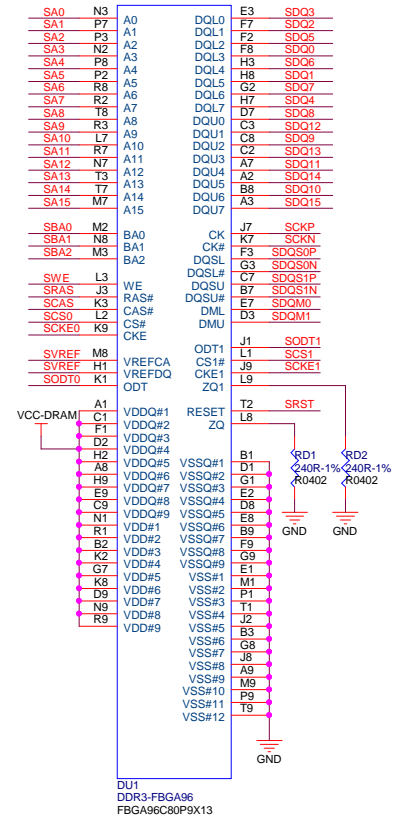 SA0 N3 A0 DQL0 E3 SDQ3
SA1 P7 A1 DQL1 F7 SDQ2
SA2 P3 A2 DQL2 F2 SDQ5
SA3 N2 A3 DQL3 F8 SDQ0
SA4 P8 A4 DQL4 H3 SDQ6
SA5 P2 A5 DQL5 H8 SDQ1
SA6 R8 A6 DQL6 G2 SDQ7
SA7 R2 A7 DQL7 H7 SDQ4
SA8 T8 A8 DQU0 D7 SDQ8
SA9 R3 A9 DQU1 C3 SDQ12
SA10 L7 A10 DQU2 C8 SDQ9
SA11 R7 A11 DQU3 C2 SDQ13
SA12 N7 A12 DQU4 A7 SDQ11
SA13 T3 A13 DQU5 A2 SDQ14
SA14 T7 A14 DQU6 B8 SDQ10
SA15 M7 A15 DQU7 A3 SDQ15
SBA0 M2 BA0 CK J7 SCKP
SBA1 N8 BA1 CK# K7 SCKN
SBA2 M3 BA2 DQSL F3 SDQS0P
DQSL# G3 SDQS0N
SWE L3 WE DQSU C7 SDQS1P
SRAS J3 RAS# DQSU# B7 SDQS1N
SCAS K3 CAS# DML E7 SDQM0
SCS0 L2 CS# DMU D3 SDQM1
SCKE0 K9 CKE
ODT1 J1 SODT1
SVREF M8 VREFCA CS1# L1 SCS1
SVREF H1 VREFDQ CKE1 J9 SCKE1
SODT0 K1 ODT ZQ1 L9
VCC-DRAM A1 VDDQ#1 RESET T2 SRST
C1 VDDQ#2 ZQ L8
F1 VDDQ#3
D2 VDDQ#4
H2 VDDQ#5 VSSQ#1 B1
A8 VDDQ#6 VSSQ#2 D1
H9 VDDQ#7 VSSQ#3 G1
E9 VDDQ#8 VSSQ#4 E2
C9 VDDQ#9 VSSQ#5 D8
N1 VDD#1 VSSQ#6 E8
R1 VDD#2 VSSQ#7 B9
B2 VDD#3 VSSQ#8 F9
K2 VDD#4 VSSQ#9 G9
G7 VDD#5 VSS#1 E1
K8 VDD#6 VSS#2 M1
D9 VDD#7 VSS#3 P1
N9 VDD#8 VSS#4 T1
R9 VDD#9 VSS#5 J2
VSS#6 B3
VSS#7 G8
VSS#8 J8
VSS#9 A9
VSS#10 M9
VSS#11 P9
VSS#12 T9
RD1
240R-1%
R0402
GND
RD2
240R-1%
R0402
GND
GND
DU1
DDR3-FBGA96
FBGA96C80P9X13